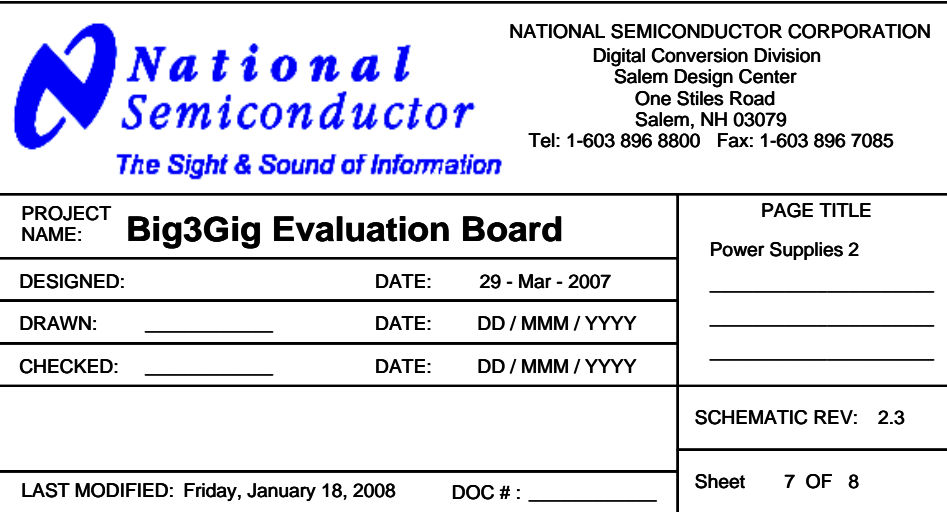 National
Semiconductor
The Sight & Sound of Information
NATIONAL SEMICONDUCTOR CORPORATION
Digital Conversion Division
Salem Design Center
One Stiles Road
Salem, NH 03079
Tel: 1-603 896 8800 Fax: 1-603 896 7085
PROJECT
NAME: Big3Gig Evaluation Board
DESIGNED: DATE: 29 - Mar - 2007
DRAWN: ____________ DATE: DD / MMM / YYYY
CHECKED: ____________ DATE: DD / MMM / YYYY
LAST MODIFIED: Friday, January 18, 2008 DOC # : ____________
PAGE TITLE
Power Supplies 2
SCHEMATIC REV: 2.3
Sheet 7 OF 8